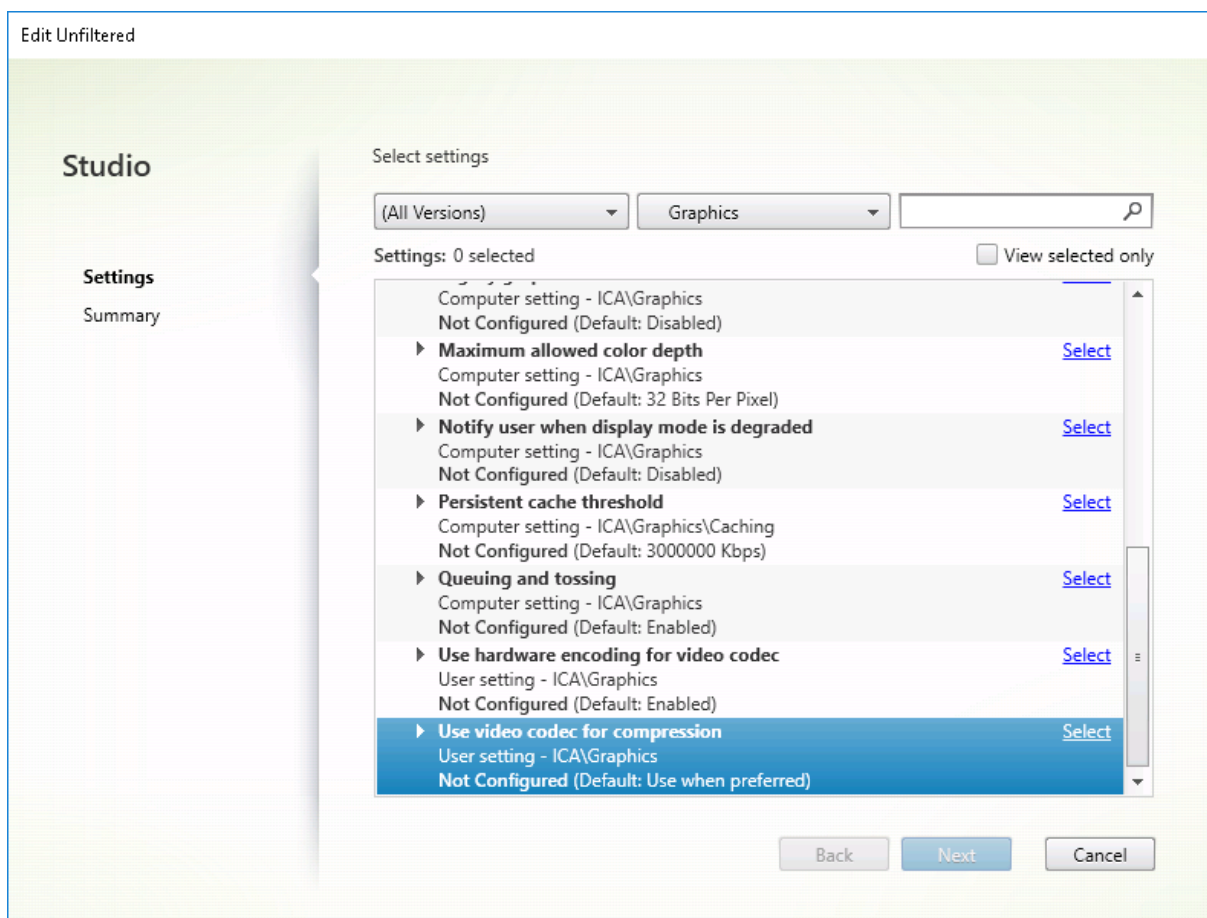 Edit Unfiltered
Studio
Settings
Summary
Select settings
(All Versions)
Graphics
Settings: 0 selected
View selected only
Computer setting - ICA\Graphics
Not Configured (Default: Disabled)
Maximum allowed color depth Select
Computer setting - ICA\Graphics
Not Configured (Default: 32 Bits Per Pixel)
Notify user when display mode is degraded Select
Computer setting - ICA\Graphics
Not Configured (Default: Disabled)
Persistent cache threshold Select
Computer setting - ICA\Graphics\Caching
Not Configured (Default: 3000000 Kbps)
Queuing and tossing Select
Computer setting - ICA\Graphics
Not Configured (Default: Enabled)
Use hardware encoding for video codec Select
User setting - ICA\Graphics
Not Configured (Default: Enabled)
Use video codec for compression Select
User setting - ICA\Graphics
Not Configured (Default: Use when preferred)
Back Next Cancel